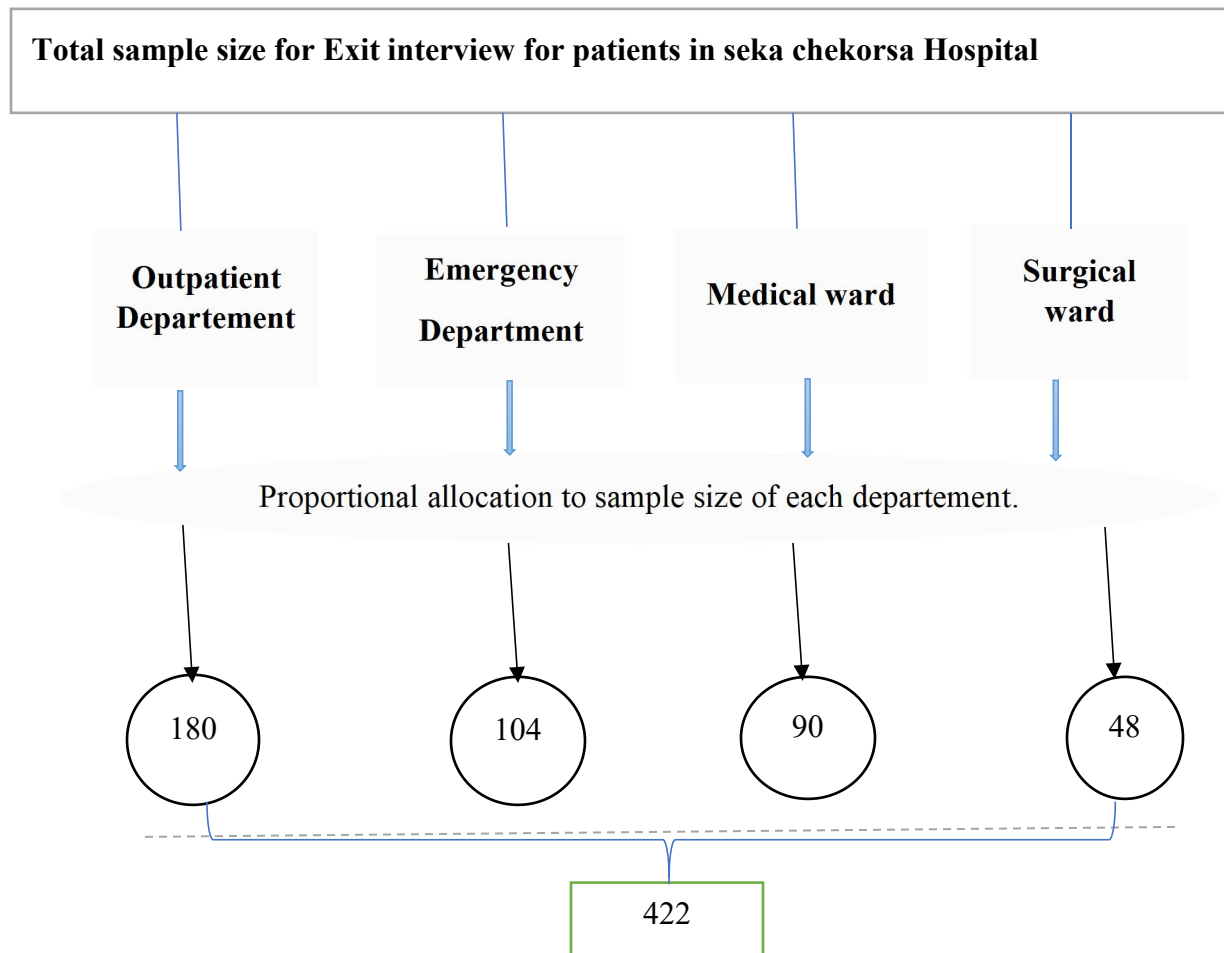 Total sample size for Exit interview for patients in seka chekorsa Hospital
Outpatient
Departement
Emergency
Department
Medical ward
Surgical
ward
Proportional allocation to sample size of each departement.
180
104
90
48
422